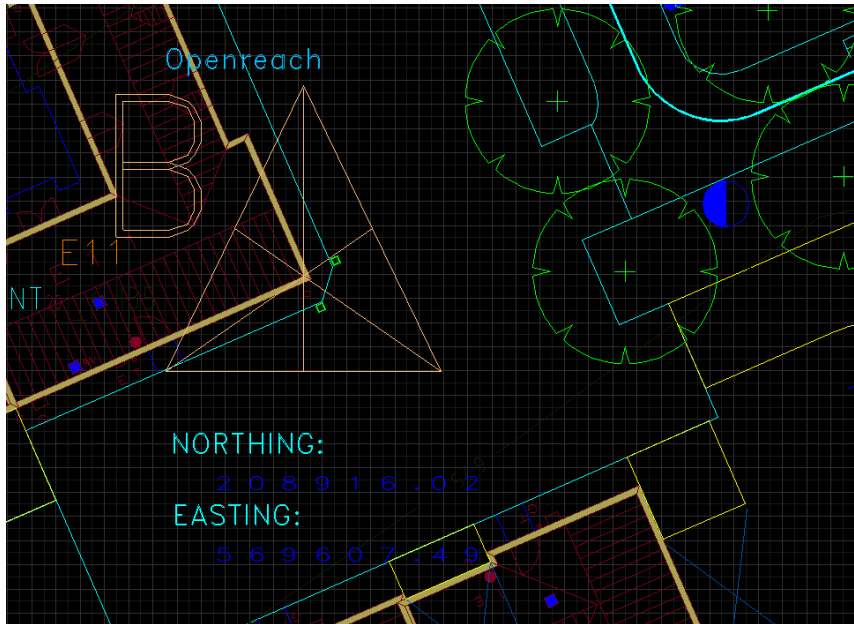 Openreach
B
E11
NT
NORTHING:
208916.02
EASTING:
569607.49